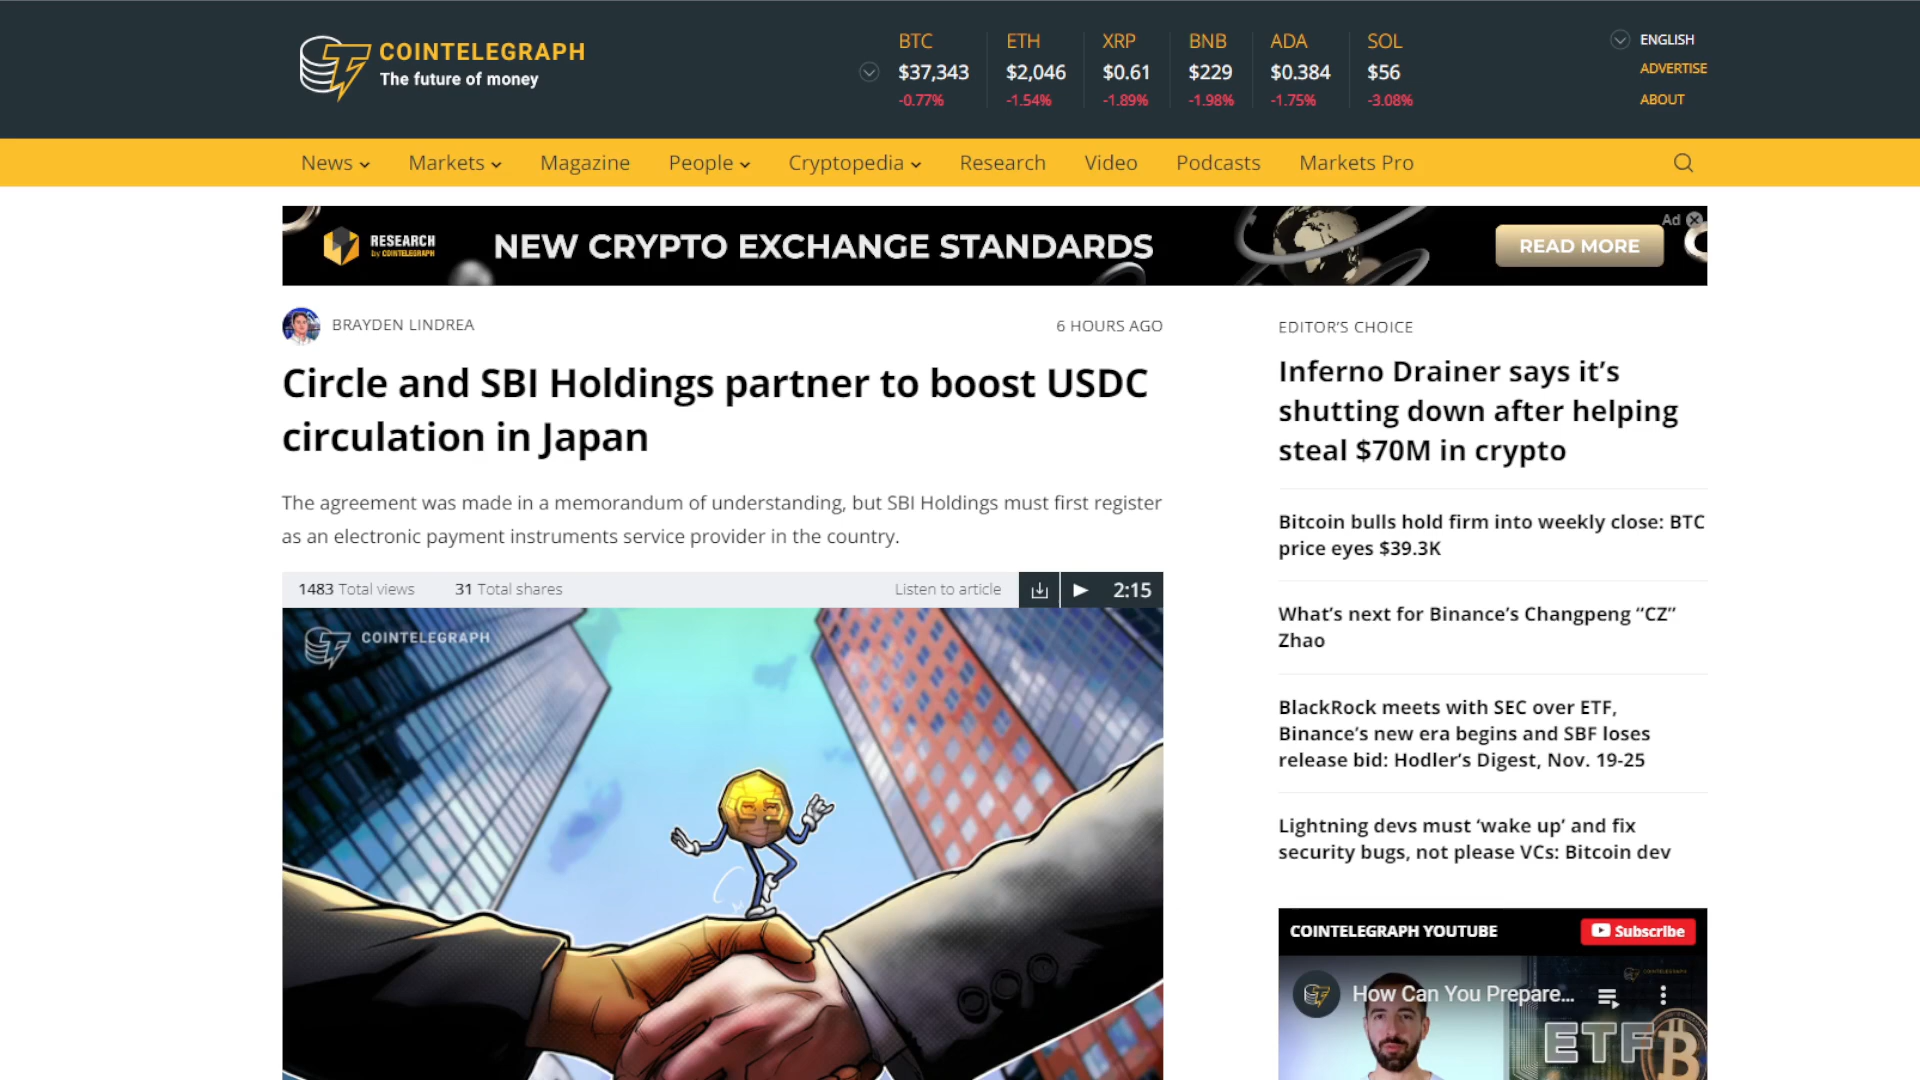 COINTELEGRAPH
The future of money
BTC
$37,343
-0.77%
ETH
$2,046
-1.54%
XRP
$0.61
-1.89%
BNB
$229
-1.98%
ADA
$0.384
-1.75%
SOL
$56
-3.08%
ENGLISH
ADVERTISE
ABOUT
News Markets Magazine People Cryptopedia Research Video Podcasts Markets Pro
RESEARCH
by COINTELEGRAPH
NEW CRYPTO EXCHANGE STANDARDS
READ MORE
Ad
BRAYDEN LINDREA
6 HOURS AGO
Circle and SBI Holdings partner to boost USDC
circulation in Japan
The agreement was made in a memorandum of understanding, but SBI Holdings must first register
as an electronic payment instruments service provider in the country.
1483 Total views 31 Total shares Listen to article 2:15
COINTELEGRAPH
EDITOR’S CHOICE
Inferno Drainer says it’s
shutting down after helping
steal $70M in crypto
Bitcoin bulls hold firm into weekly close: BTC
price eyes $39.3K
What’s next for Binance’s Changpeng “CZ”
Zhao
BlackRock meets with SEC over ETF,
Binance’s new era begins and SBF loses
release bid: Hodler’s Digest, Nov. 19-25
Lightning devs must ‘wake up’ and fix
security bugs, not please VCs: Bitcoin dev
COINTELEGRAPH YOUTUBE
Subscribe
COINTELEGRAPH
How Can You Prepare...
ETF